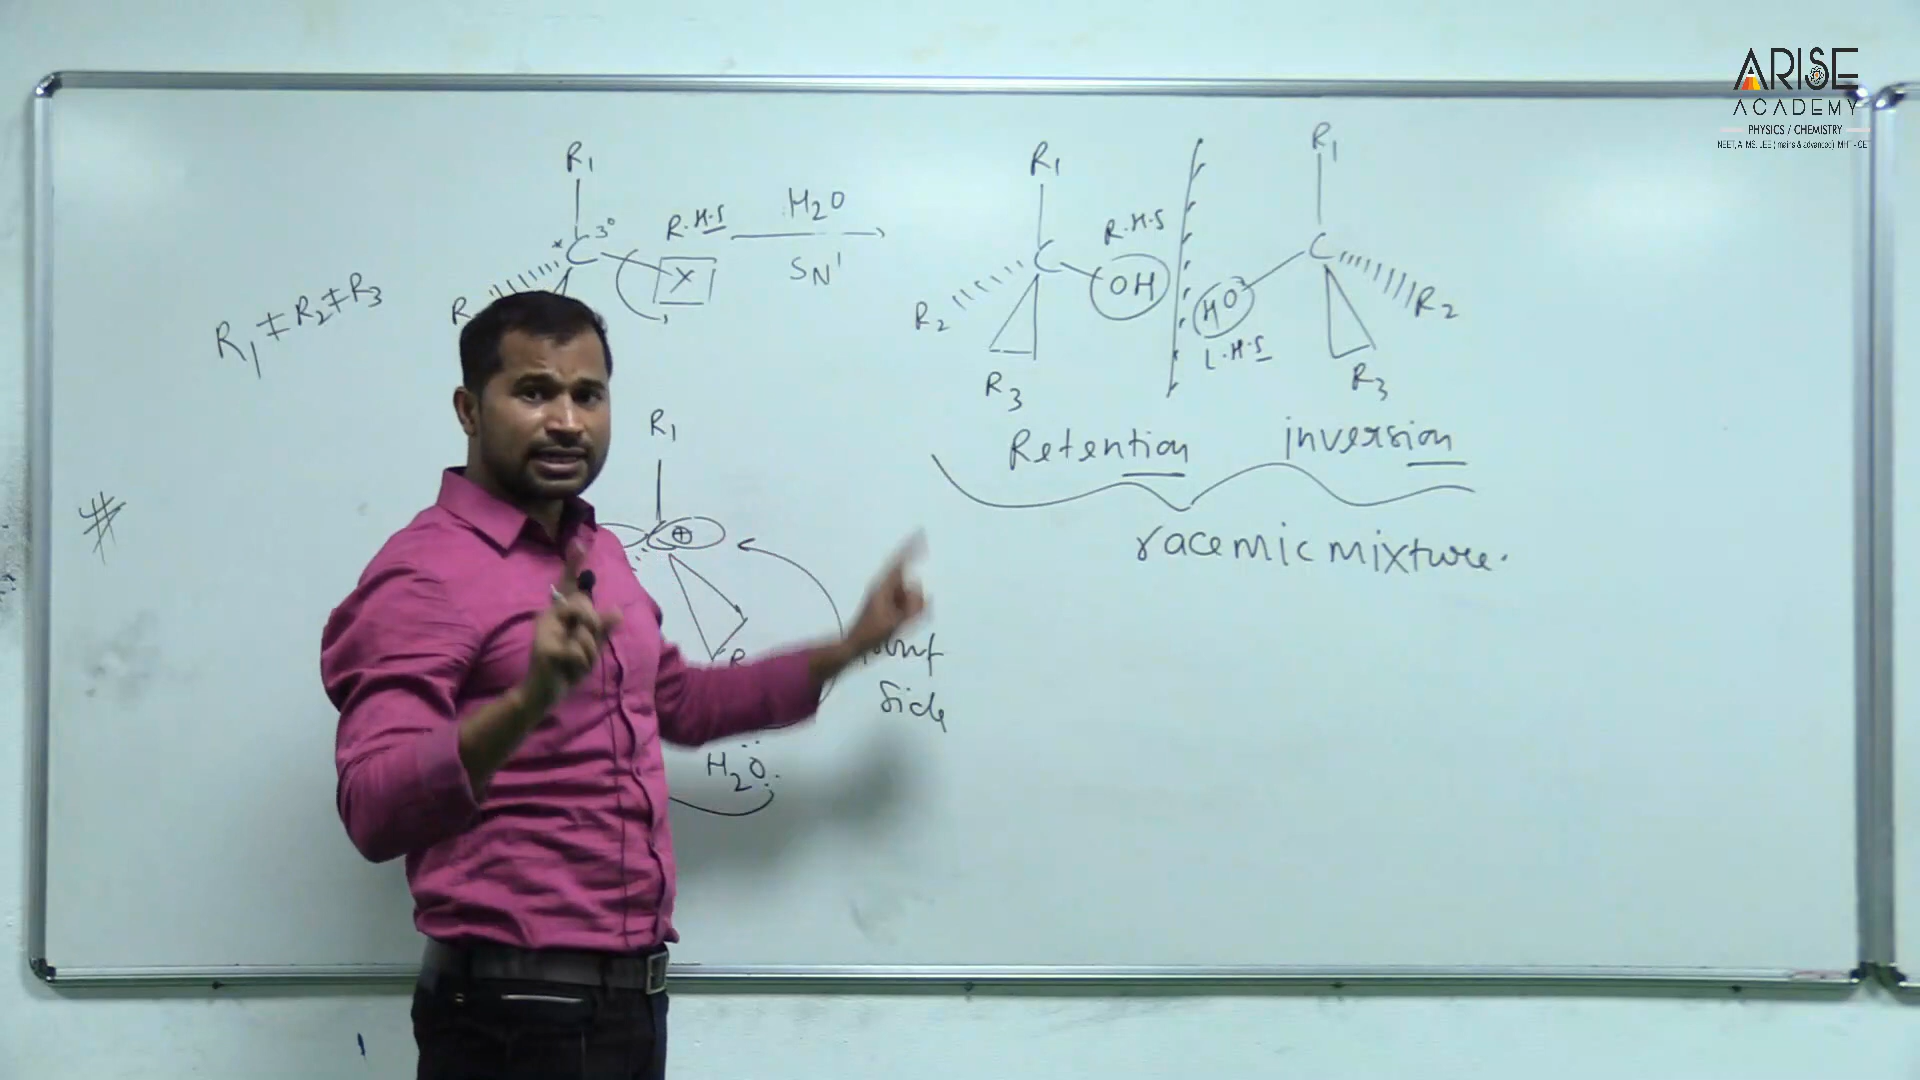 ARISE
ACADEMY
PHYSICS / CHEMISTRY
R1
C 3°
*
R.H.S
X
H2O
SN1
R1 ≠ R2 ≠ R3
R1
C
R.H.S
OH
R2
R3
R1
C
HO
L.H.S
R2
R3
Retention
inversion
racemic mixture.
#
R1
⊕
Side
H2O